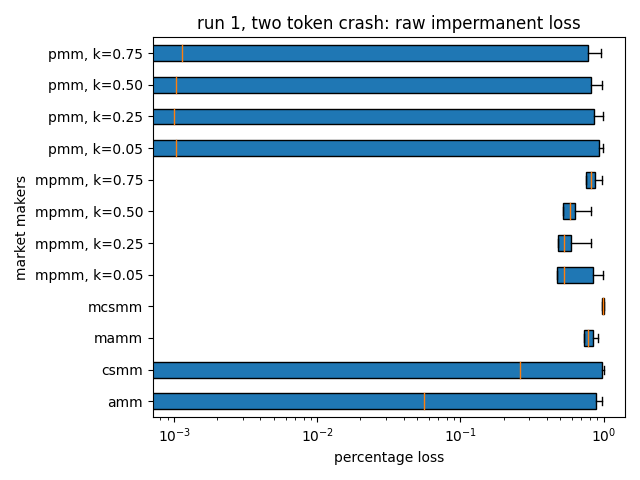 run 1, two token crash: raw impermanent loss
market makers
pmm, k=0.75
pmm, k=0.50
pmm, k=0.25
pmm, k=0.05
mpmm, k=0.75
mpmm, k=0.50
mpmm, k=0.25
mpmm, k=0.05
mcsmm
mamm
csmm
amm
10⁻³ 10⁻² 10⁻¹ 10⁰
percentage loss